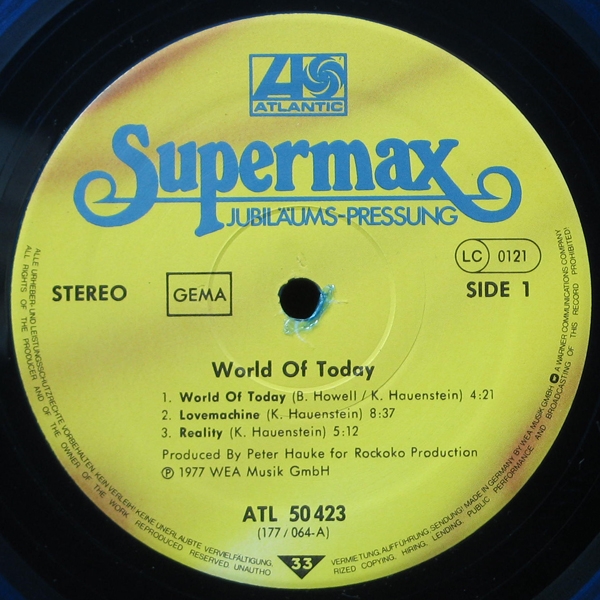 ATLANTIC
Supermax
JUBILÄUMS-PRESSUNG
LC 0121
STEREO
GEMA
SIDE 1
World Of Today
1. World Of Today (B. Howell / K. Hauenstein) 4:21
2. Lovemachine (K. Hauenstein) 8:37
3. Reality (K. Hauenstein) 5:12
Produced by Peter Hauke for Rockoko Production
Ⓟ 1977 WEA Musik GmbH
ATL 50 423
(177/064-A)
33
ALLE URHEBER- UND LEISTUNGSSCHUTZRECHTE VORBEHALTEN. KEIN VERLEIH! KEINE UNERLAUBTE VERVIELFÄLTIGUNG,
VERMIETUNG, AUFFÜHRUNG, SENDUNG! MADE IN GERMANY BY WEA MUSIK GMBH A WARNER COMMUNICATIONS COMPANY
ALL RIGHTS OF THE PRODUCER AND OF THE OWNER OF THE WORK REPRODUCED RESERVED UNAUTHO
RIZED COPYING, HIRING, LENDING, PUBLIC PERFORMANCE AND BROADCASTING OF THIS RECORD PROHIBITED!